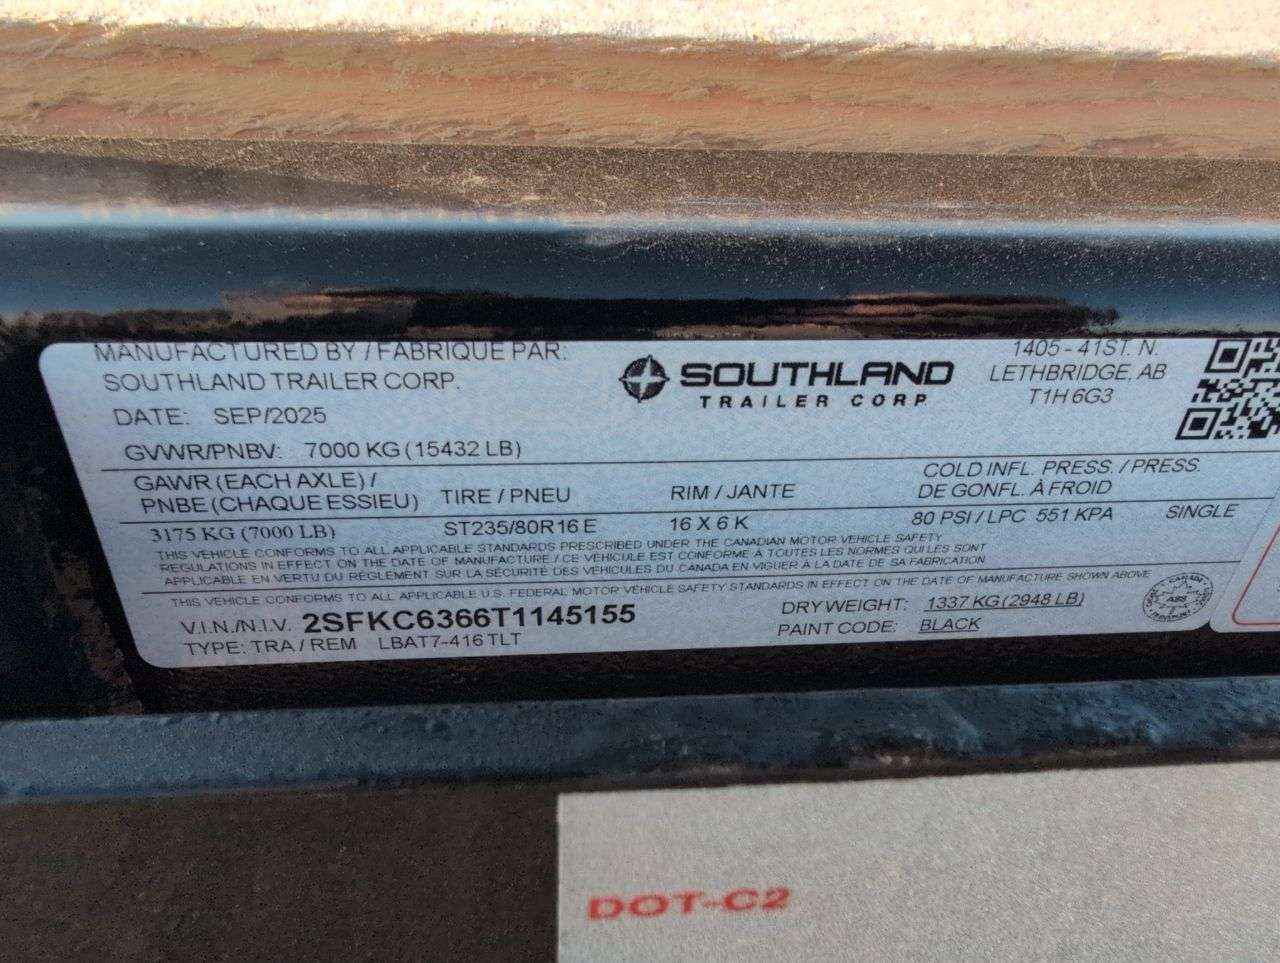 MANUFACTURED BY / FABRIQUE PAR:
SOUTHLAND TRAILER CORP.
DATE: SEP/2025
GVWR/PNBV: 7000 KG (15432 LB)
SOUTHLAND
TRAILER CORP
1405 - 41ST. N.
LETHBRIDGE, AB
T1H 6G3
GAWR (EACH AXLE) /
PNBE (CHAQUE ESSIEU)
TIRE / PNEU
RIM / JANTE
COLD INFL. PRESS. / PRESS.
DE GONFL. À FROID
3175 KG (7000 LB)
ST235/80R16 E
16 X 6 K
80 PSI / LPC 551 KPA
SINGLE
THIS VEHICLE CONFORMS TO ALL APPLICABLE STANDARDS PRESCRIBED UNDER THE CANADIAN MOTOR VEHICLE SAFETY
REGULATIONS IN EFFECT ON THE DATE OF MANUFACTURE / CE VÉHICULE EST CONFORME À TOUTES LES NORMES QUI LES SONT
APPLICABLE EN VERTU DU RÈGLEMENT SUR LA SÉCURITÉ DES VÉHICULES DU CANADA EN VIGUER À LA DATE DE SA FABRICATION
THIS VEHICLE CONFORMS TO ALL APPLICABLE U.S. FEDERAL MOTOR VEHICLE SAFETY STANDARDS IN EFFECT ON THE DATE OF MANUFACTURE SHOWN ABOVE
V.I.N./N.I.V. 2SFKC6366T1145155
TYPE: TRA / REM LBAT7-416 TLT
DRY WEIGHT: 1337 KG (2948 LB)
PAINT CODE: BLACK
CANADA
TRANSPORT
DOT-C2